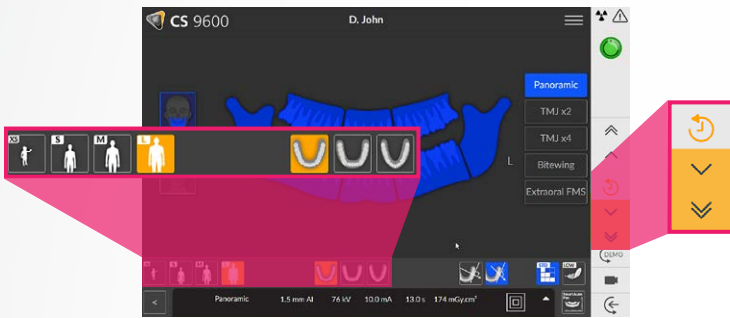 CS 9600
D. John
Panoramic
TMJ x2
TMJ x4
L
Bitewing
Extraoral FMS
XS
S
M
L
DEMO
LOW
< Panoramic 1.5 mm Al 76 kV 10.0 mA 13.0 s 174 mGy.cm²